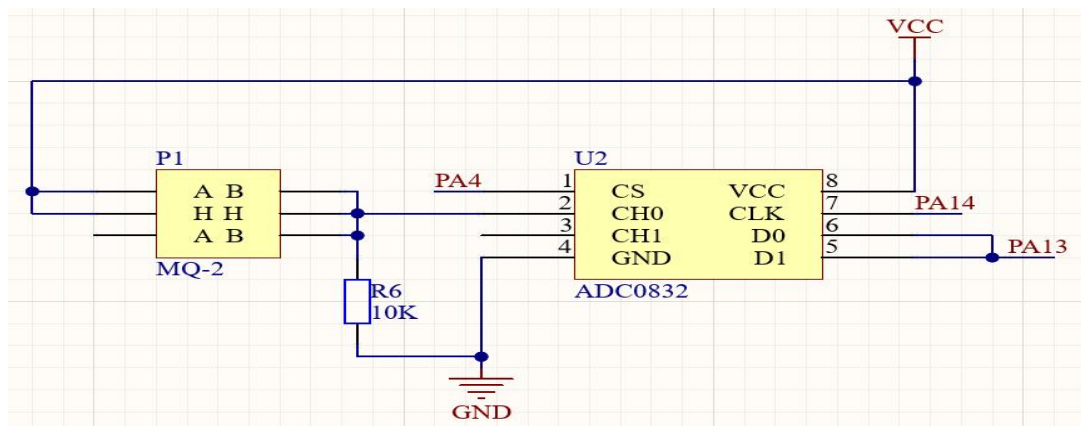 VCC
P1
A B
H H
A B
MQ-2
R6
10K
U2
PA4
1
2
3
4
CS
CH0
CH1
GND
VCC
CLK
D0
D1
8
7
6
5
PA14
PA13
ADC0832
GND